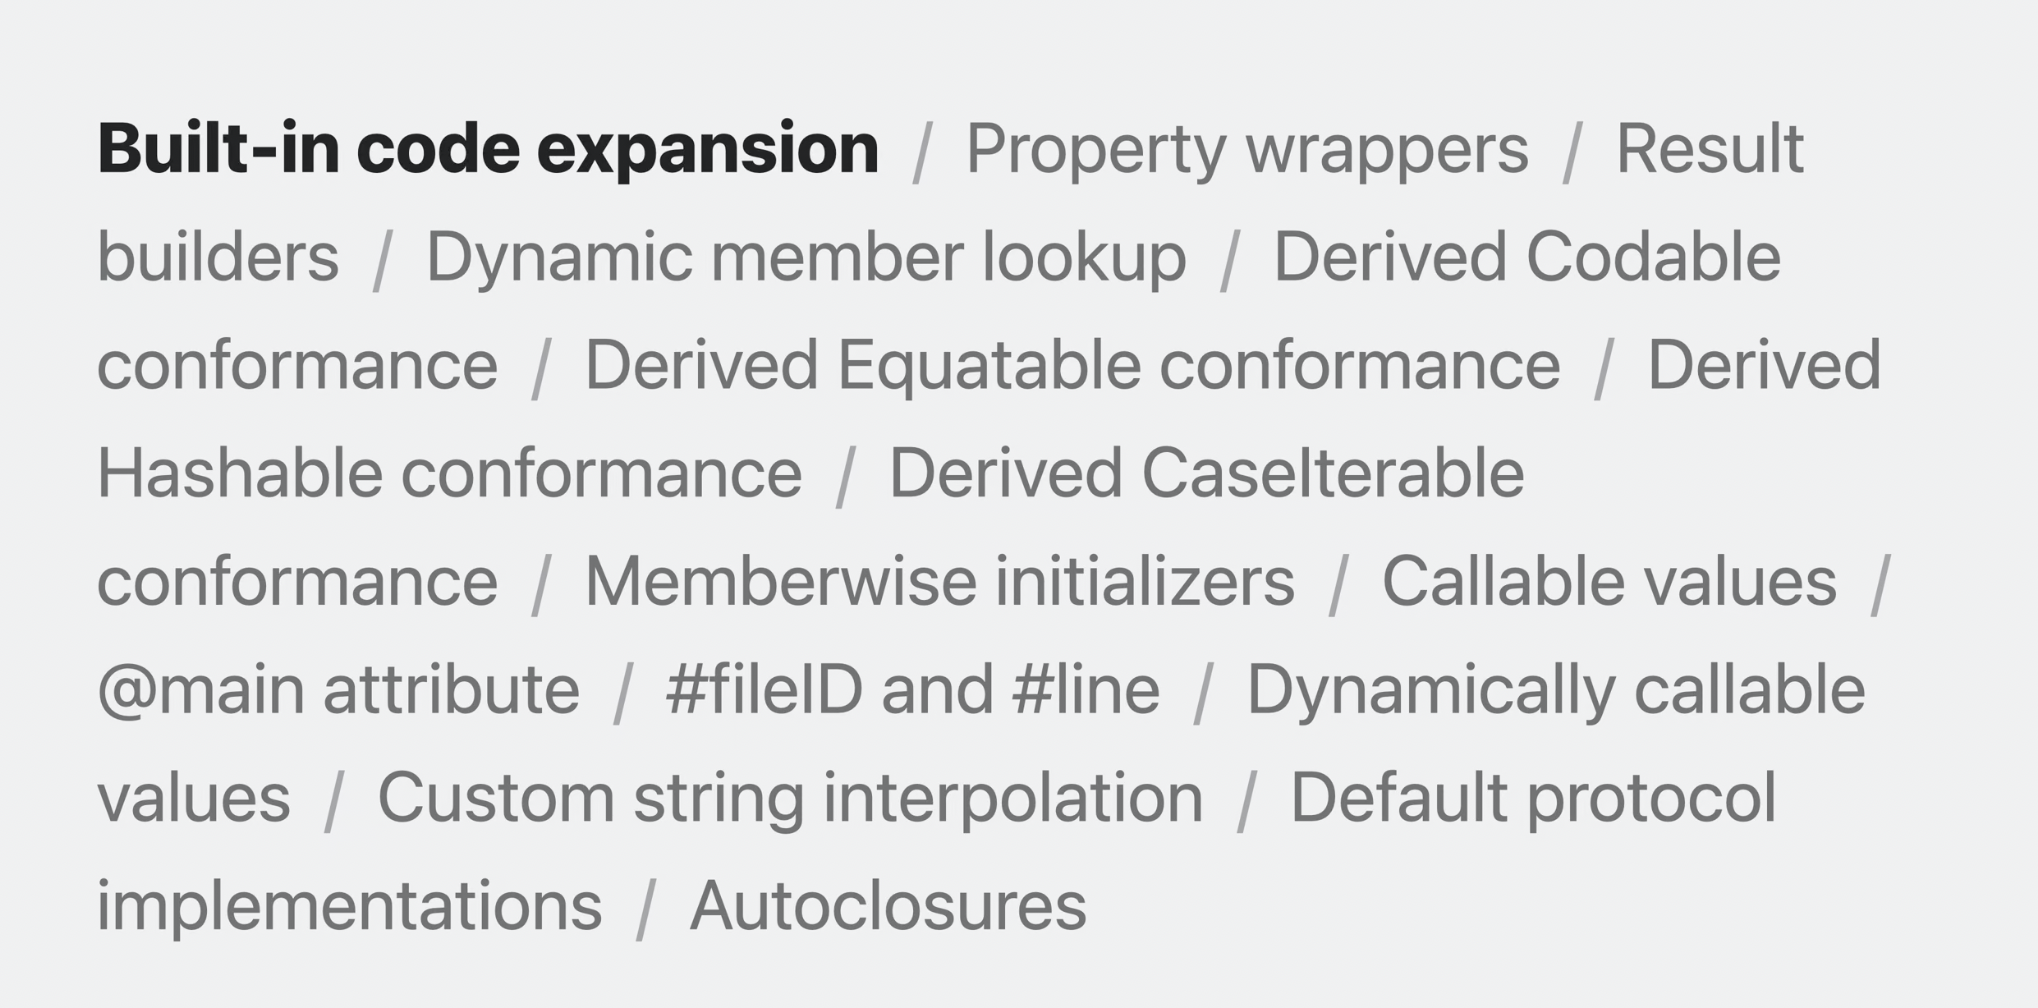 Built-in code expansion / Property wrappers / Result
builders / Dynamic member lookup / Derived Codable
conformance / Derived Equatable conformance / Derived
Hashable conformance / Derived CaseIterable
conformance / Memberwise initializers / Callable values /
@main attribute / #fileID and #line / Dynamically callable
values / Custom string interpolation / Default protocol
implementations / Autoclosures